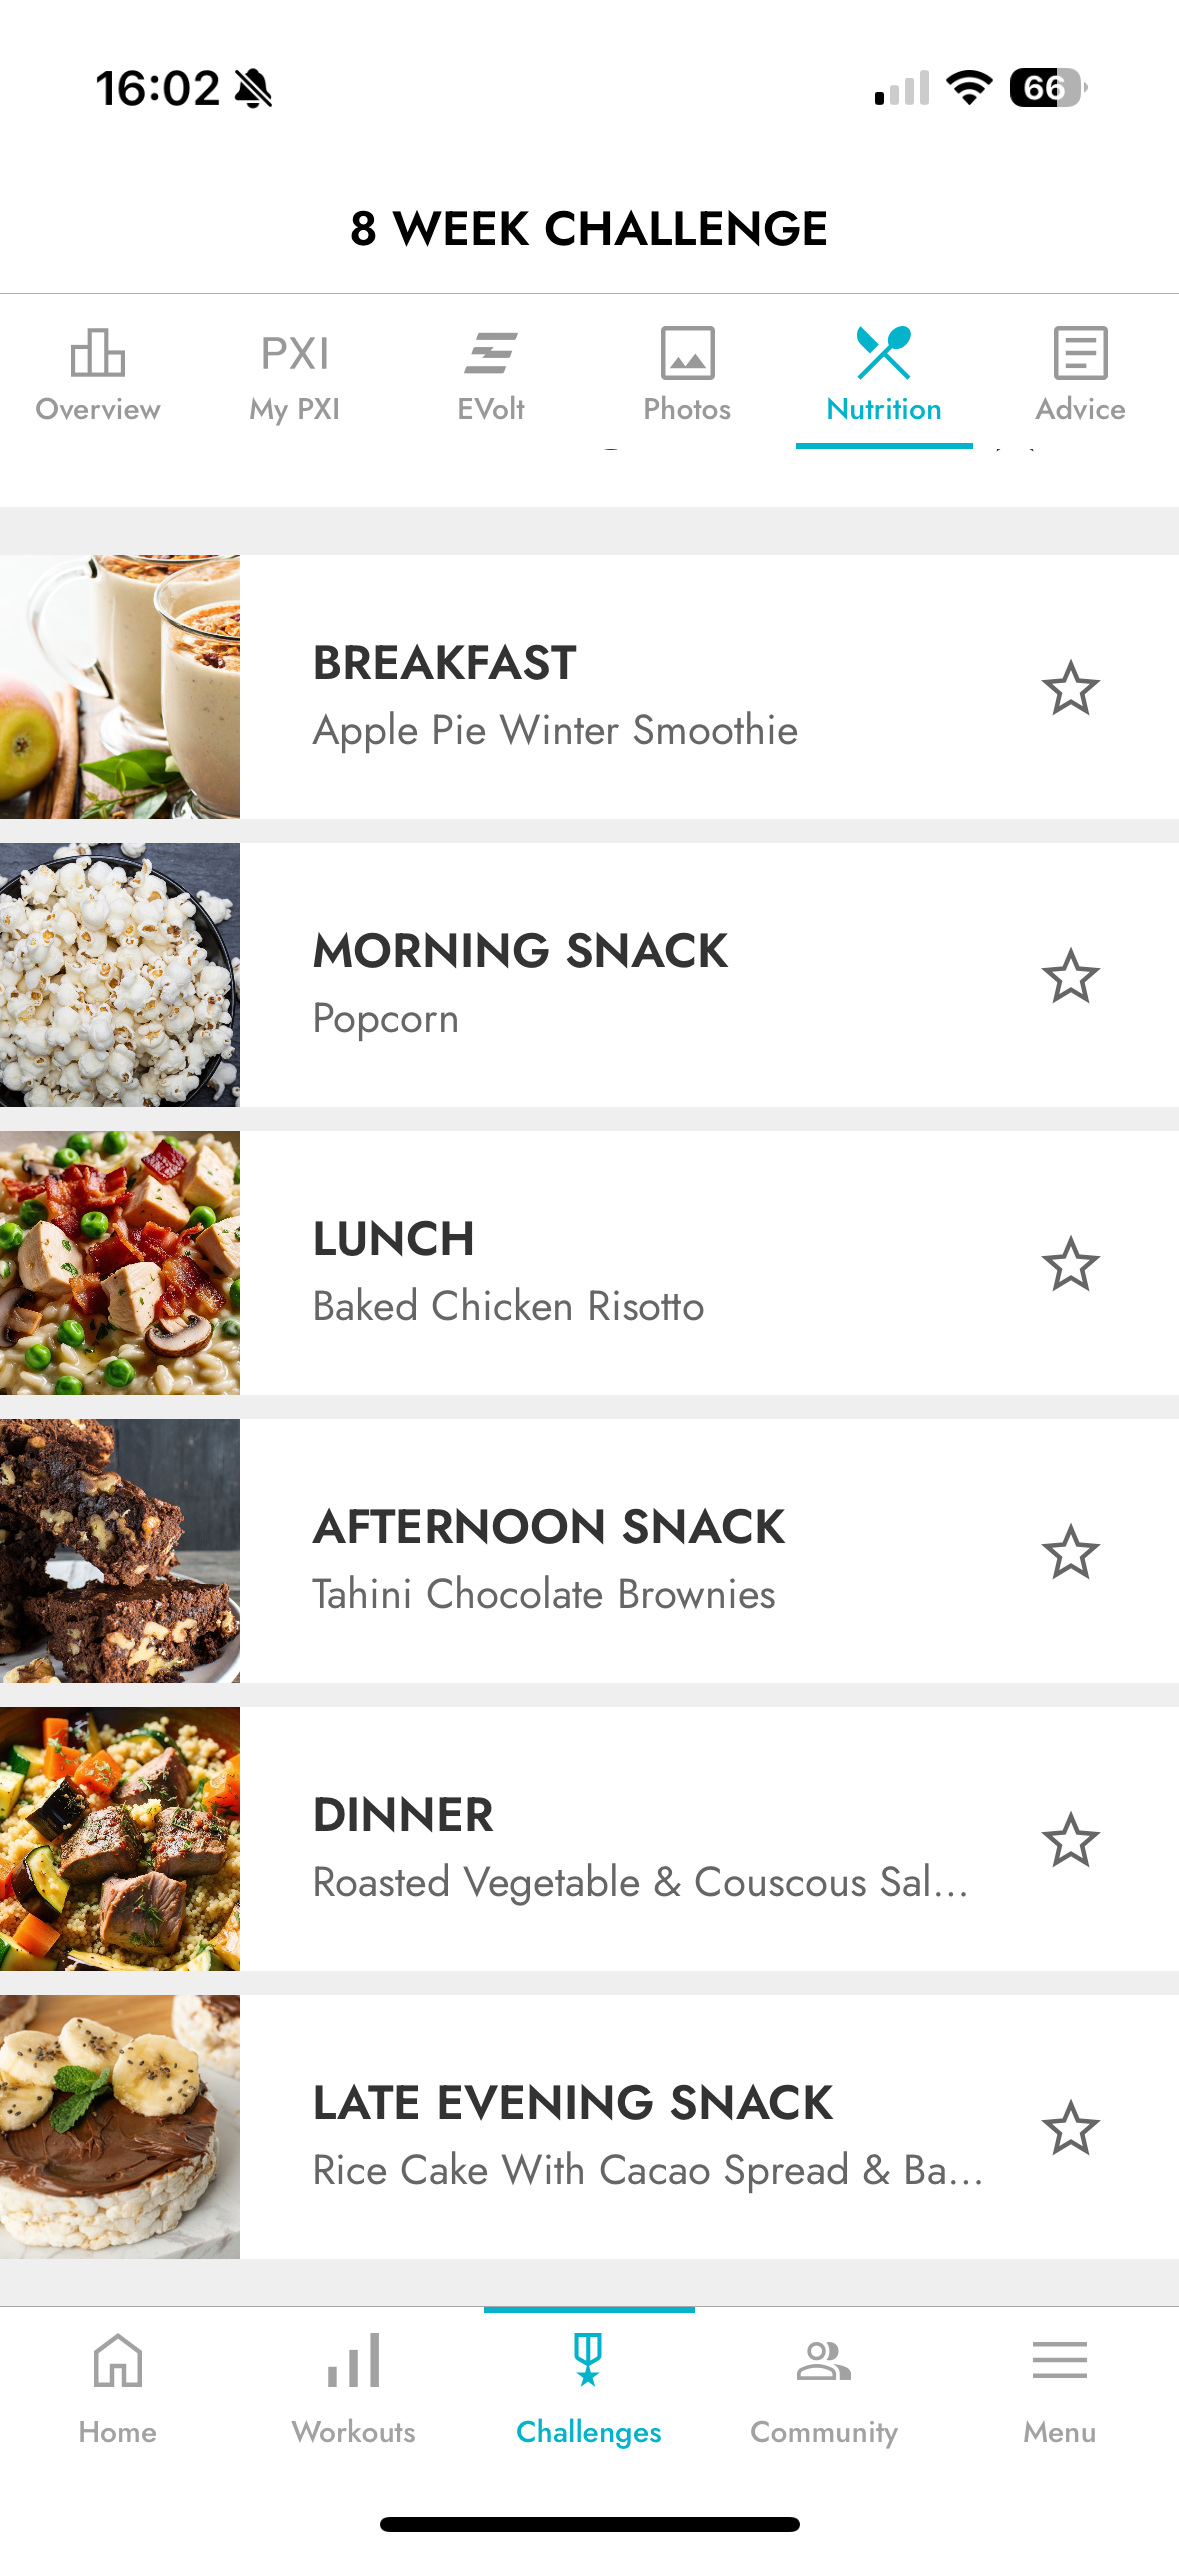 16:02
66
8 WEEK CHALLENGE
PXI
Overview My PXI EVolt Photos Nutrition Advice
BREAKFAST
Apple Pie Winter Smoothie
MORNING SNACK
Popcorn
LUNCH
Baked Chicken Risotto
AFTERNOON SNACK
Tahini Chocolate Brownies
DINNER
Roasted Vegetable & Couscous Sal...
LATE EVENING SNACK
Rice Cake With Cacao Spread & Ba...
Home Workouts Challenges Community Menu